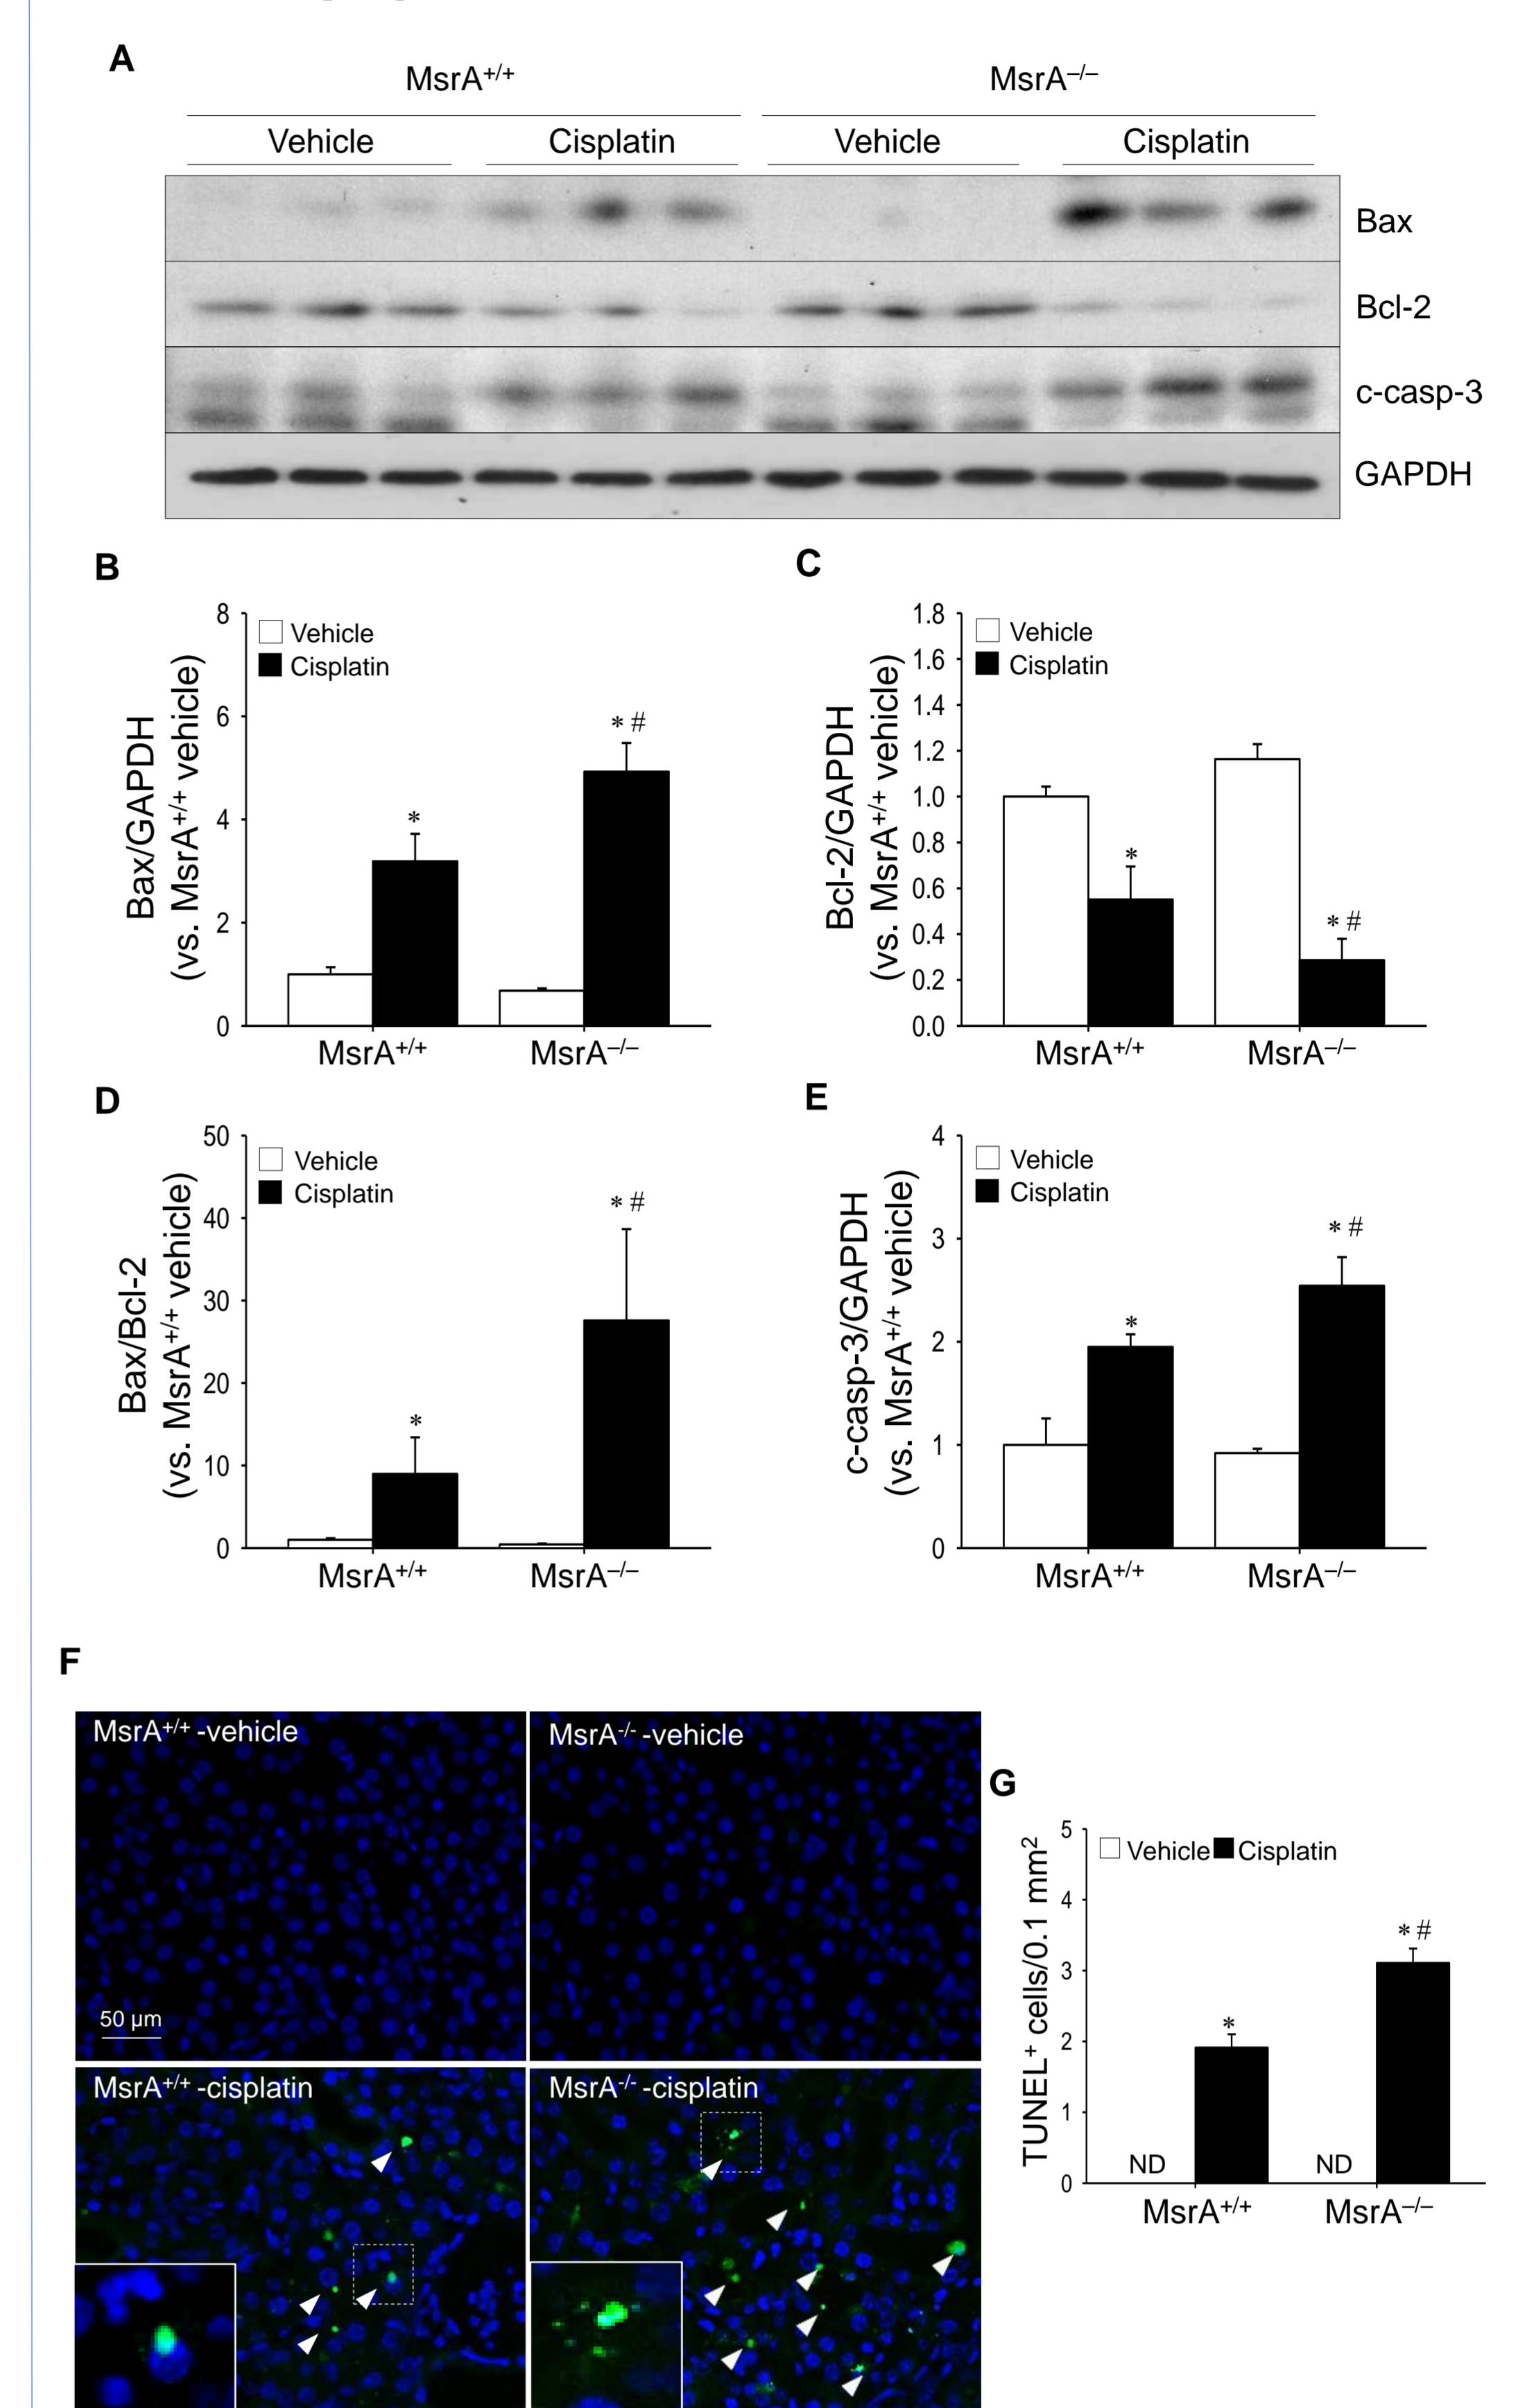 A
MsrA+/+ MsrA–/–
Vehicle Cisplatin Vehicle Cisplatin
Bax
Bcl-2
c-casp-3
GAPDH
B
Bax/GAPDH
(vs. MsrA+/+ vehicle)
8
6
4
2
0
Vehicle
Cisplatin
*
* #
MsrA+/+ MsrA–/–
C
Bcl-2/GAPDH
(vs. MsrA+/+ vehicle)
1.8
1.6
1.4
1.2
1.0
0.8
0.6
0.4
0.2
0.0
Vehicle
Cisplatin
*
* #
MsrA+/+ MsrA–/–
D
Bax/Bcl-2
(vs. MsrA+/+ vehicle)
50
40
30
20
10
0
Vehicle
Cisplatin
*
* #
MsrA+/+ MsrA–/–
E
c-casp-3/GAPDH
(vs. MsrA+/+ vehicle)
4
3
2
1
0
Vehicle
Cisplatin
*
* #
MsrA+/+ MsrA–/–
F
MsrA+/+ -vehicle
MsrA-/- -vehicle
50 µm
MsrA+/+ -cisplatin
MsrA-/- -cisplatin
G
TUNEL+ cells/0.1 mm2
5
4
3
2
1
0
Vehicle Cisplatin
*
* #
ND ND
MsrA+/+ MsrA–/–